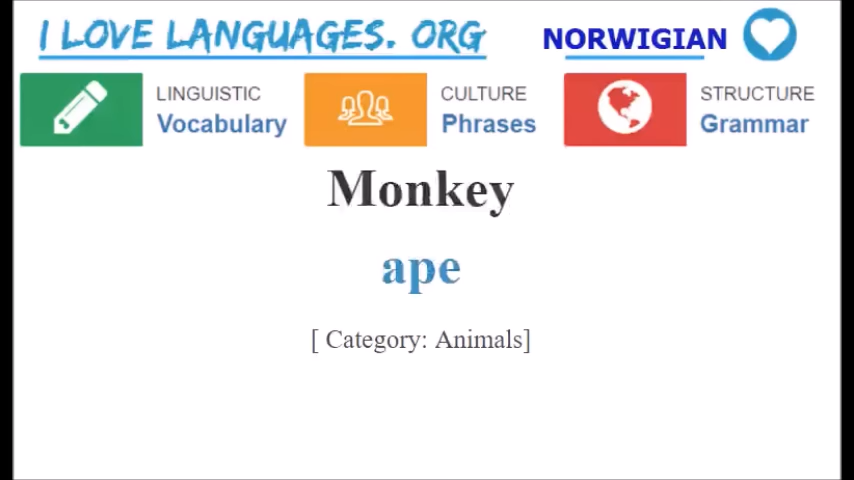 I LOVE LANGUAGES. ORG
NORWIGIAN
LINGUISTIC
Vocabulary
CULTURE
Phrases
STRUCTURE
Grammar
Monkey
ape
[ Category: Animals]